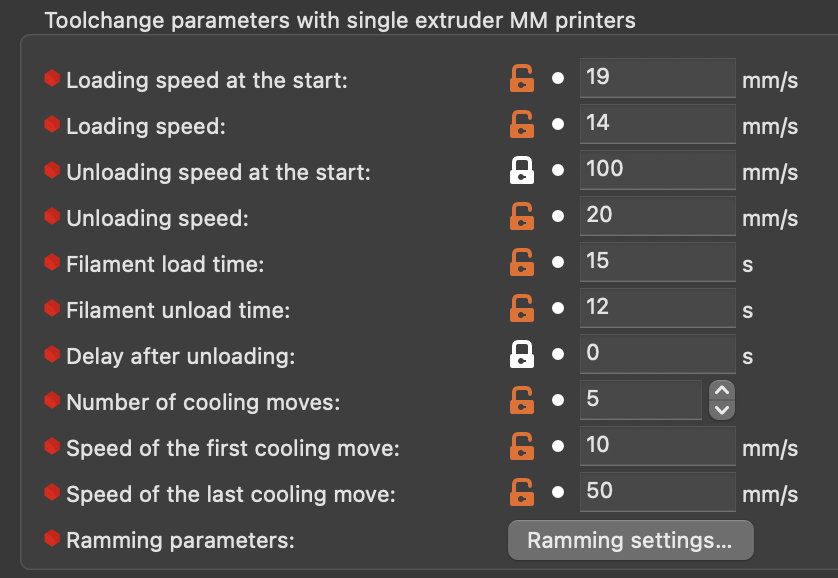 Toolchange parameters with single extruder MM printers
Loading speed at the start: 19 mm/s
Loading speed: 14 mm/s
Unloading speed at the start: 100 mm/s
Unloading speed: 20 mm/s
Filament load time: 15 s
Filament unload time: 12 s
Delay after unloading: 0 s
Number of cooling moves: 5
Speed of the first cooling move: 10 mm/s
Speed of the last cooling move: 50 mm/s
Ramming parameters: Ramming settings...